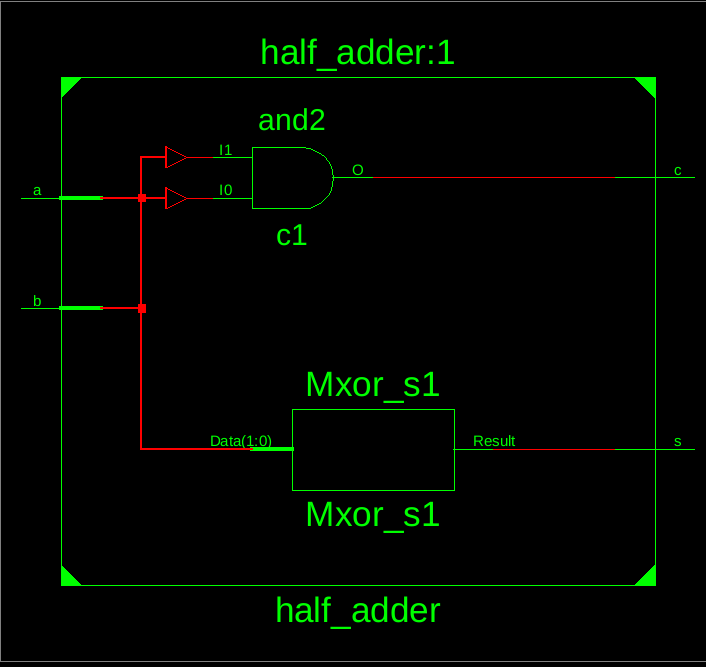 half_adder:1
and2
I1
O
c
a
I0
c1
b
Mxor_s1
Data(1:0)
Result
s
Mxor_s1
half_adder